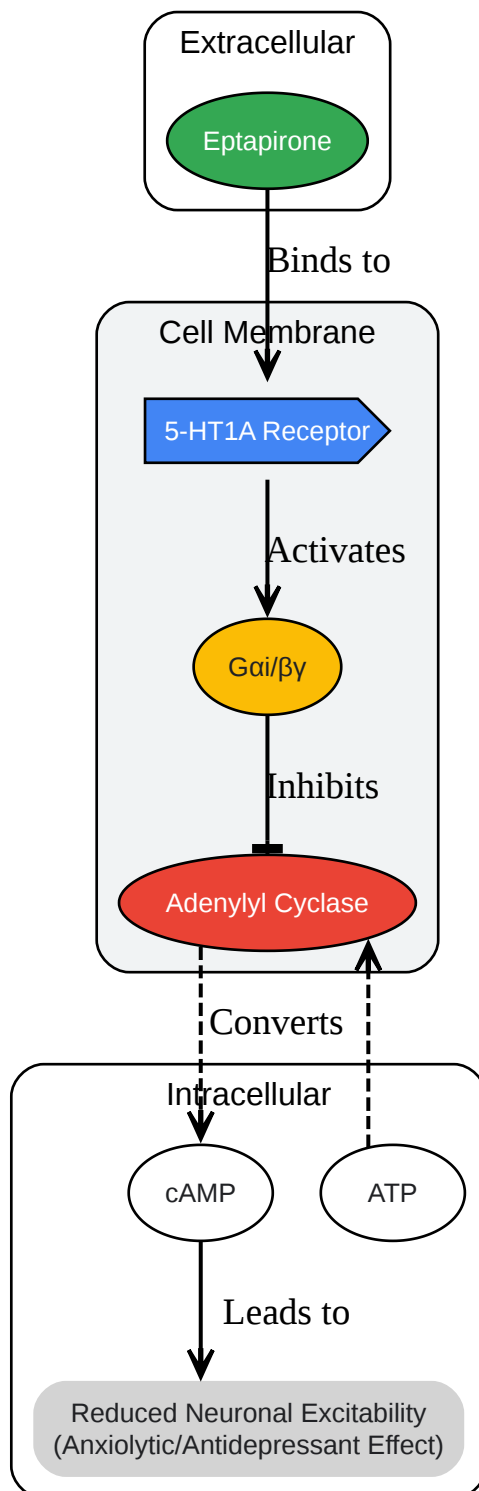 Extracellular
Eptapirone
Binds to
Cell Membrane
5-HT1A Receptor
Activates
Gαi/βγ
Inhibits
Adenylyl Cyclase
Converts
Intracellular
cAMP
ATP
Leads to
Reduced Neuronal Excitability
(Anxiolytic/Antidepressant Effect)